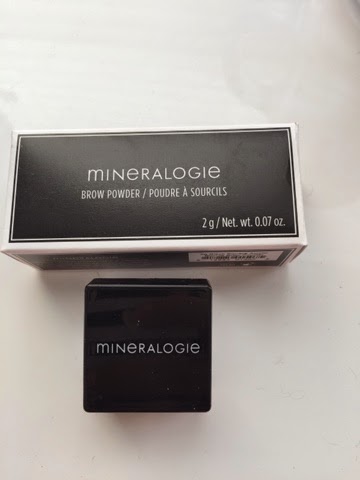 mineralogie
BROW POWDER / POUDRE À SOURCILS
2 g / Net. wt. 0.07 oz.
mineralogie